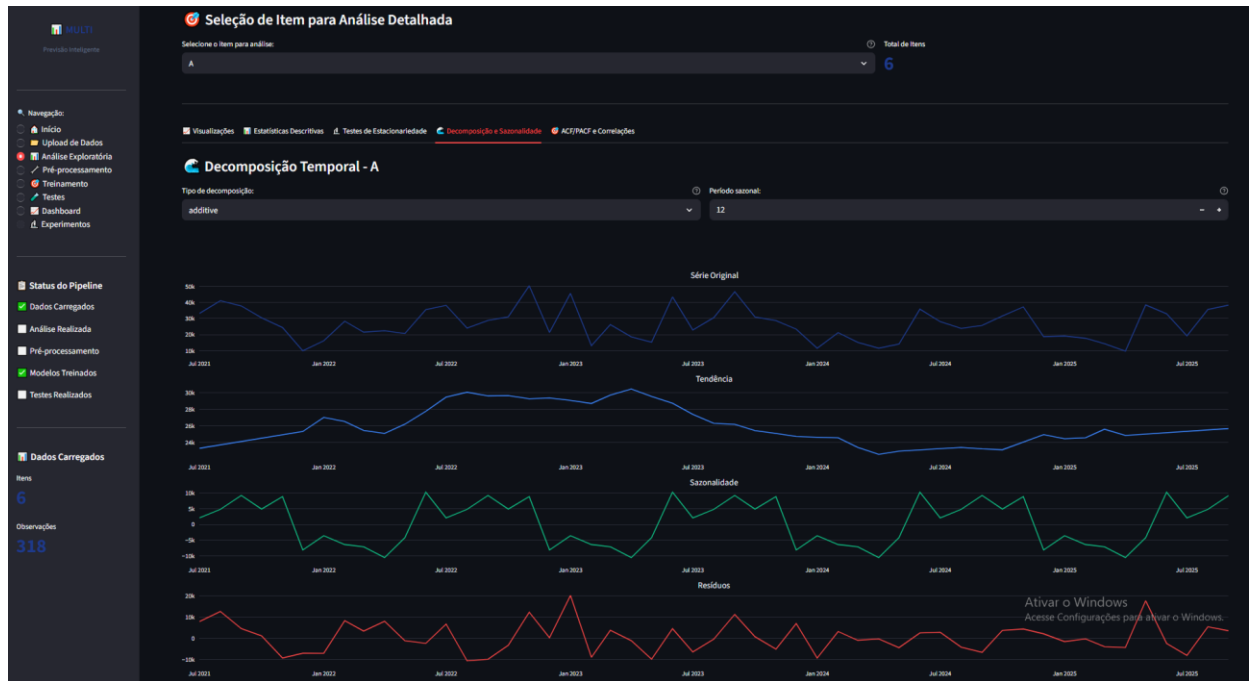 MULTI
Previsão Inteligente
Navegação:
Início
Upload de Dados
Análise Exploratória
Pré-processamento
Treinamento
Testes
Dashboard
Experimentos
Status do Pipeline
Dados Carregados
Análise Realizada
Pré-processamento
Modelos Treinados
Testes Realizados
Dados Carregados
Itens
6
Observações
318
Seleção de Item para Análise Detalhada
Selecione o item para análise:
A
Total de Itens
6
Visualizações Estatísticas Descritivas Testes de Estacionariedade Decomposição e Sazonalidade ACF/PACF e Correlações
Decomposição Temporal - A
Tipo de decomposição:
additive
Período sazonal:
12
Série Original
50k
40k
30k
20k
10k
Jul 2021 Jan 2022 Jul 2022 Jan 2023 Jul 2023 Jan 2024 Jul 2024 Jan 2025 Jul 2025
Tendência
30k
28k
26k
24k
Jul 2021 Jan 2022 Jul 2022 Jan 2023 Jul 2023 Jan 2024 Jul 2024 Jan 2025 Jul 2025
Sazonalidade
10k
5k
0
−5k
−10k
Jul 2021 Jan 2022 Jul 2022 Jan 2023 Jul 2023 Jan 2024 Jul 2024 Jan 2025 Jul 2025
Resíduos
20k
10k
0
−10k
Jul 2021 Jan 2022 Jul 2022 Jan 2023 Jul 2023 Jan 2024 Jul 2024 Jan 2025 Jul 2025
Ativar o Windows
Acesse Configurações para ativar o Windows.